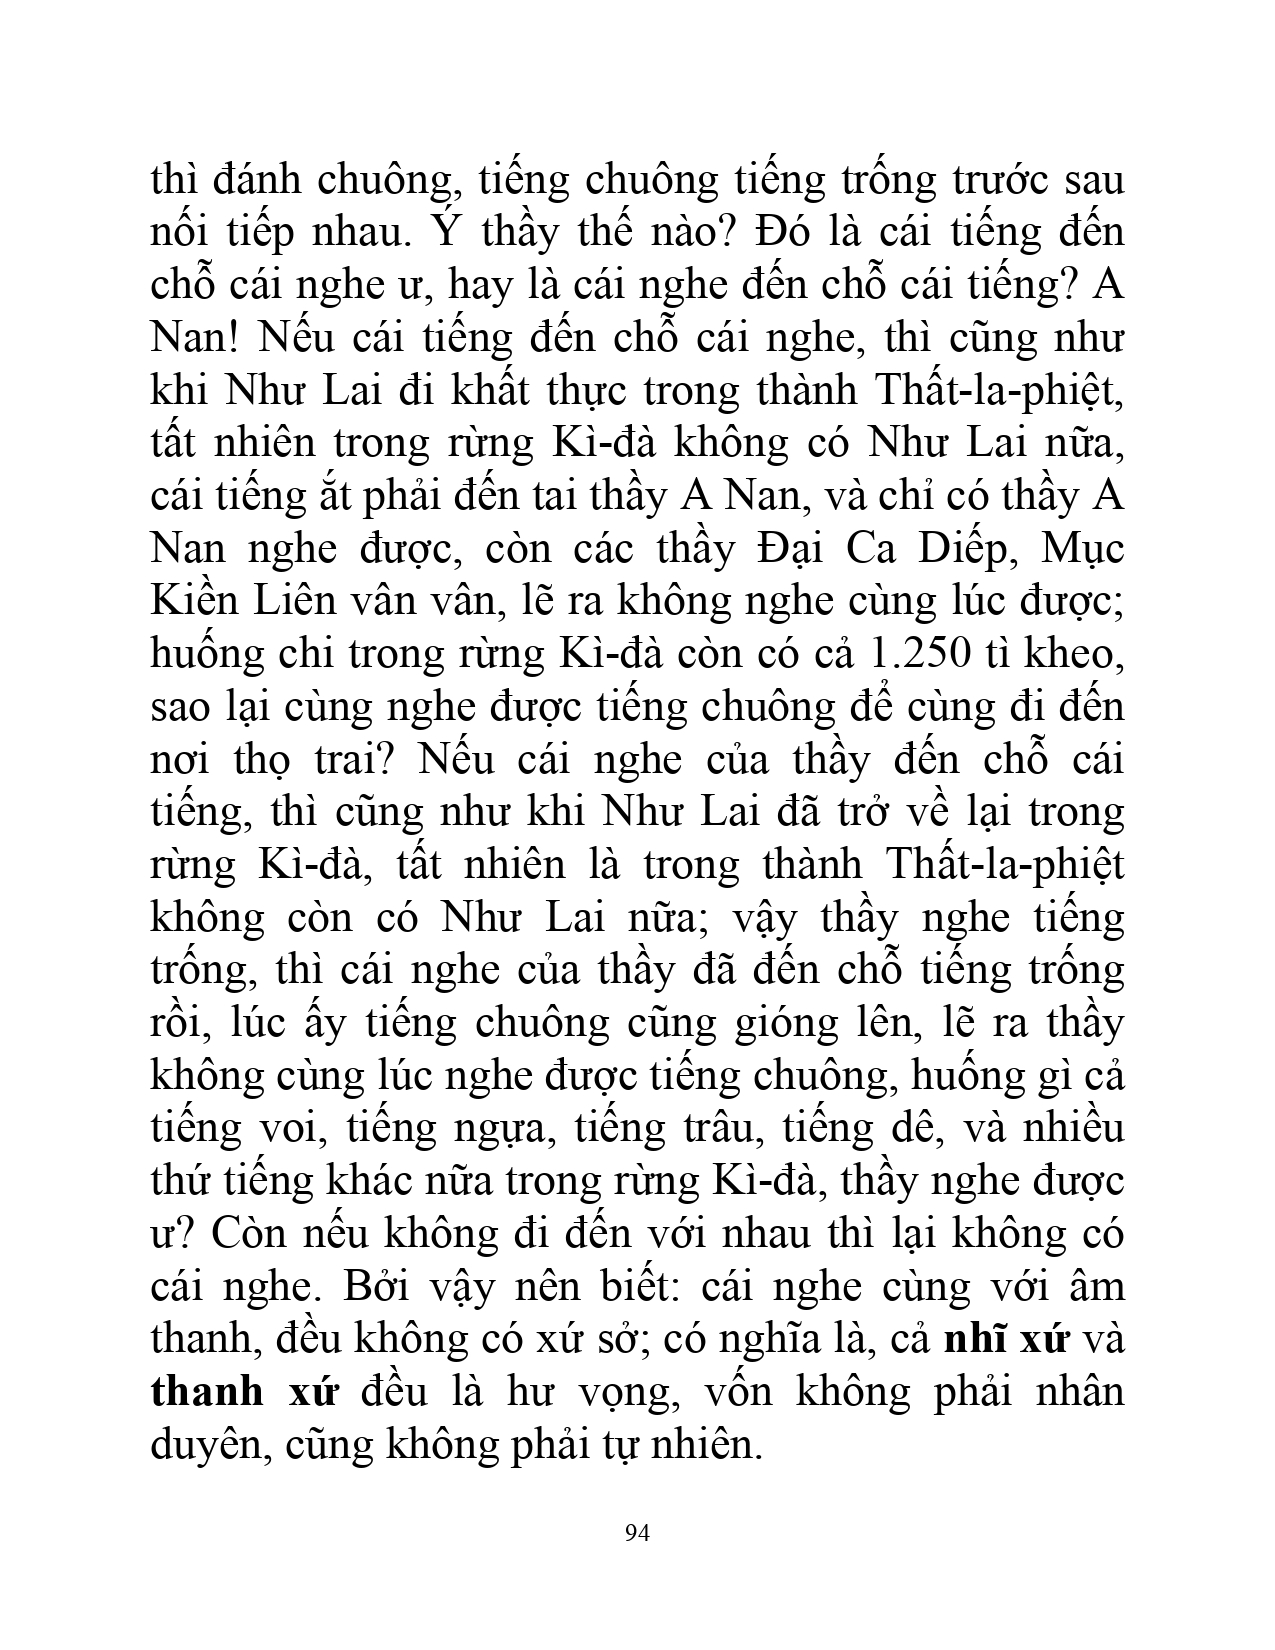 thì đánh chuông, tiếng chuông tiếng trống trước sau
nối tiếp nhau. Ý thầy thế nào? Đó là cái tiếng đến
chỗ cái nghe ư, hay là cái nghe đến chỗ cái tiếng? A
Nan! Nếu cái tiếng đến chỗ cái nghe, thì cũng như
khi Như Lai đi khất thực trong thành Thất-la-phiệt,
tất nhiên trong rừng Kì-đà không có Như Lai nữa,
cái tiếng ắt phải đến tai thầy A Nan, và chỉ có thầy A
Nan nghe được, còn các thầy Đại Ca Diếp, Mục
Kiền Liên vân vân, lẽ ra không nghe cùng lúc được;
huống chi trong rừng Kì-đà còn có cả 1.250 tì kheo,
sao lại cùng nghe được tiếng chuông để cùng đi đến
nơi thọ trai? Nếu cái nghe của thầy đến chỗ cái
tiếng, thì cũng như khi Như Lai đã trở về lại trong
rừng Kì-đà, tất nhiên là trong thành Thất-la-phiệt
không còn có Như Lai nữa; vậy thầy nghe tiếng
trống, thì cái nghe của thầy đã đến chỗ tiếng trống
rồi, lúc ấy tiếng chuông cũng gióng lên, lẽ ra thầy
không cùng lúc nghe được tiếng chuông, huống gì cả
tiếng voi, tiếng ngựa, tiếng trâu, tiếng dê, và nhiều
thứ tiếng khác nữa trong rừng Kì-đà, thầy nghe được
ư? Còn nếu không đi đến với nhau thì lại không có
cái nghe. Bởi vậy nên biết: cái nghe cùng với âm
thanh, đều không có xứ sở; có nghĩa là, cả nhĩ xứ và
thanh xứ đều là hư vọng, vốn không phải nhân
duyên, cũng không phải tự nhiên.
94